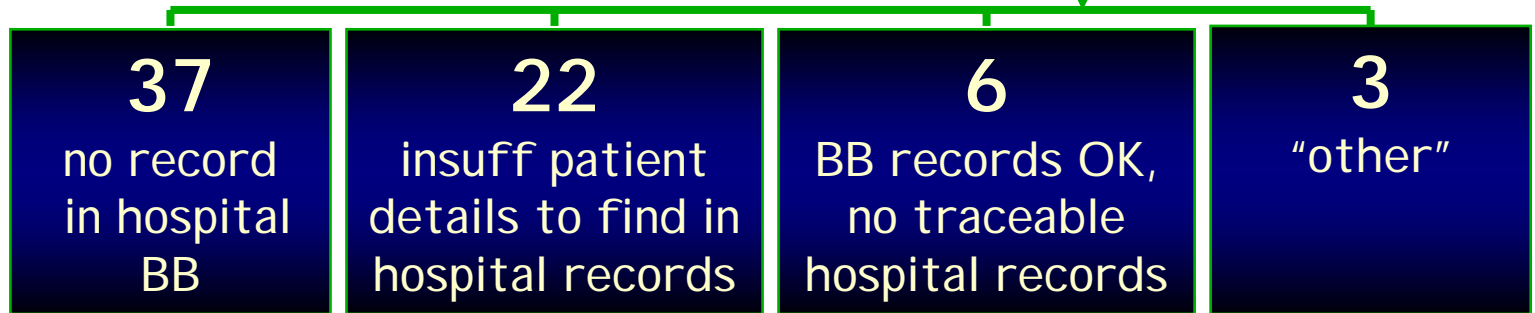 37
no record
in hospital
BB
22
insuff patient
details to find in
hospital records
6
BB records OK,
no traceable
hospital records
3
“other”